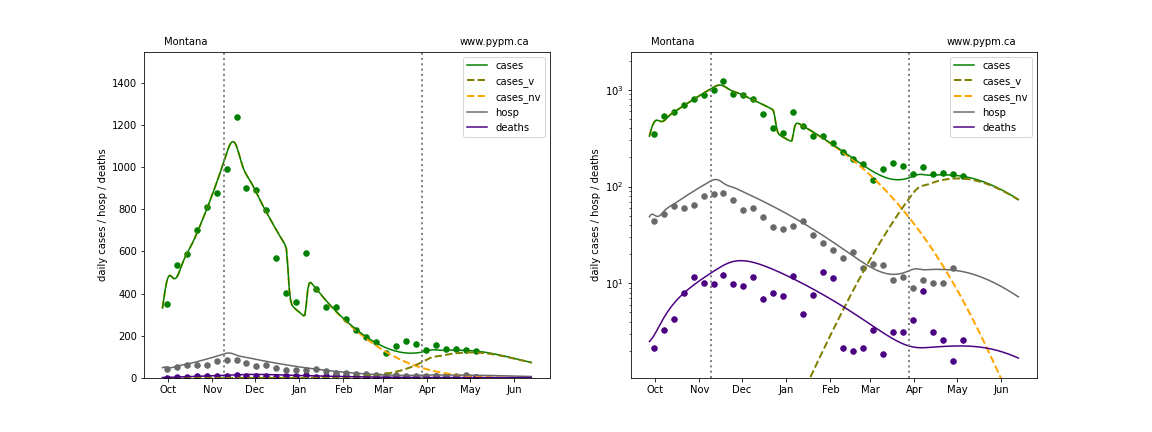 Montana www.pypm.ca
cases
cases_v
cases_nv
hosp
deaths
daily cases / hosp / deaths
1400
1200
1000
800
600
400
200
0
Oct Nov Dec Jan Feb Mar Apr May Jun
Montana www.pypm.ca
cases
cases_v
cases_nv
hosp
deaths
daily cases / hosp / deaths
10³
10²
10¹
Oct Nov Dec Jan Feb Mar Apr May Jun